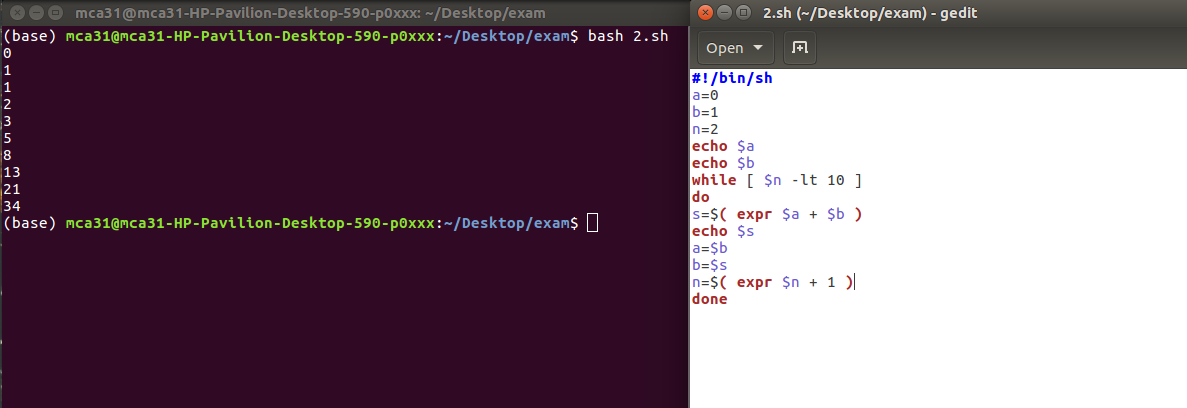 mca31@mca31-HP-Pavilion-Desktop-590-p0xxx: ~/Desktop/exam
(base) mca31@mca31-HP-Pavilion-Desktop-590-p0xxx:~/Desktop/exam$ bash 2.sh
0
1
1
2
3
5
8
13
21
34
(base) mca31@mca31-HP-Pavilion-Desktop-590-p0xxx:~/Desktop/exam$
2.sh (~/Desktop/exam) - gedit
Open
#!/bin/sh
a=0
b=1
n=2
echo $a
echo $b
while [ $n -lt 10 ]
do
s=$( expr $a + $b )
echo $s
a=$b
b=$s
n=$( expr $n + 1 )
done